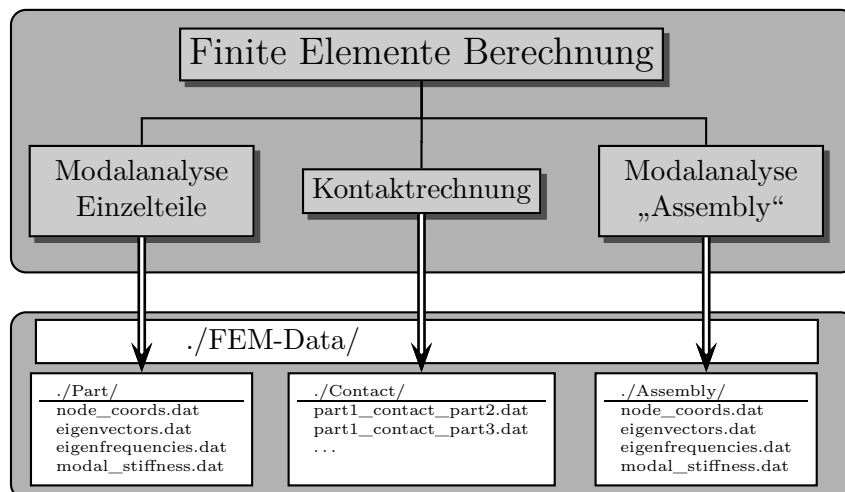 Finite Elemente Berechnung
Modalanalyse
Einzelteile
Kontaktrechnung
Modalanalyse
„Assembly“
./FEM-Data/
./Part/
node_coords.dat
eigenvectors.dat
eigenfrequencies.dat
modal_stiffness.dat
./Contact/
part1_contact_part2.dat
part1_contact_part3.dat
...
./Assembly/
node_coords.dat
eigenvectors.dat
eigenfrequencies.dat
modal_stiffness.dat